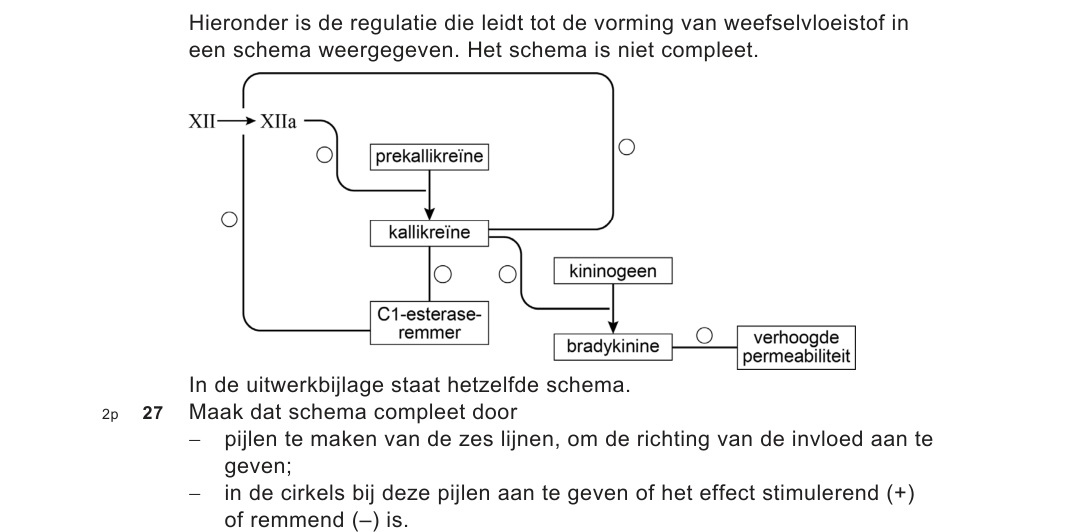 Hieronder is de regulatie die leidt tot de vorming van weefselvloeistof in
een schema weergegeven. Het schema is niet compleet.
XII XIIa
prekallikreïne
kallikreïne
kininogeen
C1-esterase-
remmer
bradykinine
verhoogde
permeabiliteit
In de uitwerkbijlage staat hetzelfde schema.
2p 27 Maak dat schema compleet door
– pijlen te maken van de zes lijnen, om de richting van de invloed aan te
geven;
– in de cirkels bij deze pijlen aan te geven of het effect stimulerend (+)
of remmend (–) is.